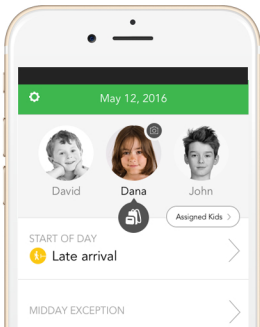 May 12, 2016
David Dana John
Assigned Kids >
START OF DAY
Late arrival
MIDDAY EXCEPTION